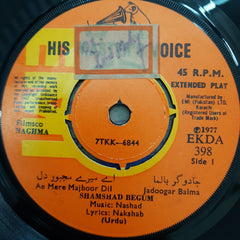 HIS
VOICE
45 R.P.M.
EXTENDED PLAY
Manufactured by
EMI (Pakistan) LTD.
Karachi
(Registered Users of
Trade Mark)
7TKK-6844
Filmsco
NAGHMA
Ⓟ1977
EKDA
398
Side 1
اے میرے مجبور دل
جادوگر بالما
Ae Mere Majboor Dil
Jadoogar Balma
SHAMSHAD BEGUM
Music: Nashad
Lyrics: Nakshab
(Urdu)